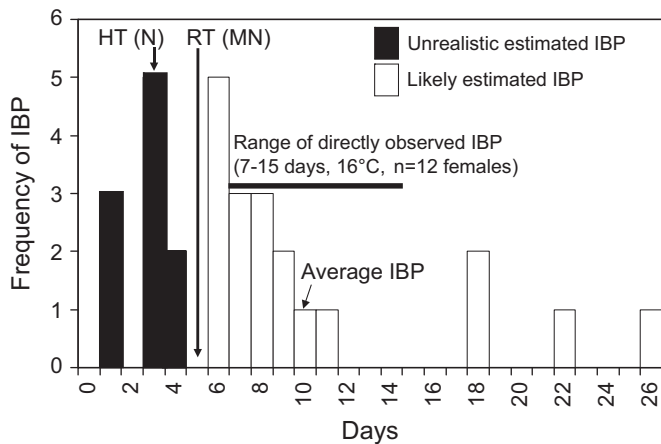 HT (N)
RT (MN)
Unrealistic estimated IBP
Likely estimated IBP
Range of directly observed IBP
(7-15 days, 16°C, n=12 females)
Average IBP
Frequency of IBP
6
5
4
3
2
1
0
0 2 4 6 8 10 12 14 16 18 20 22 24 26
Days